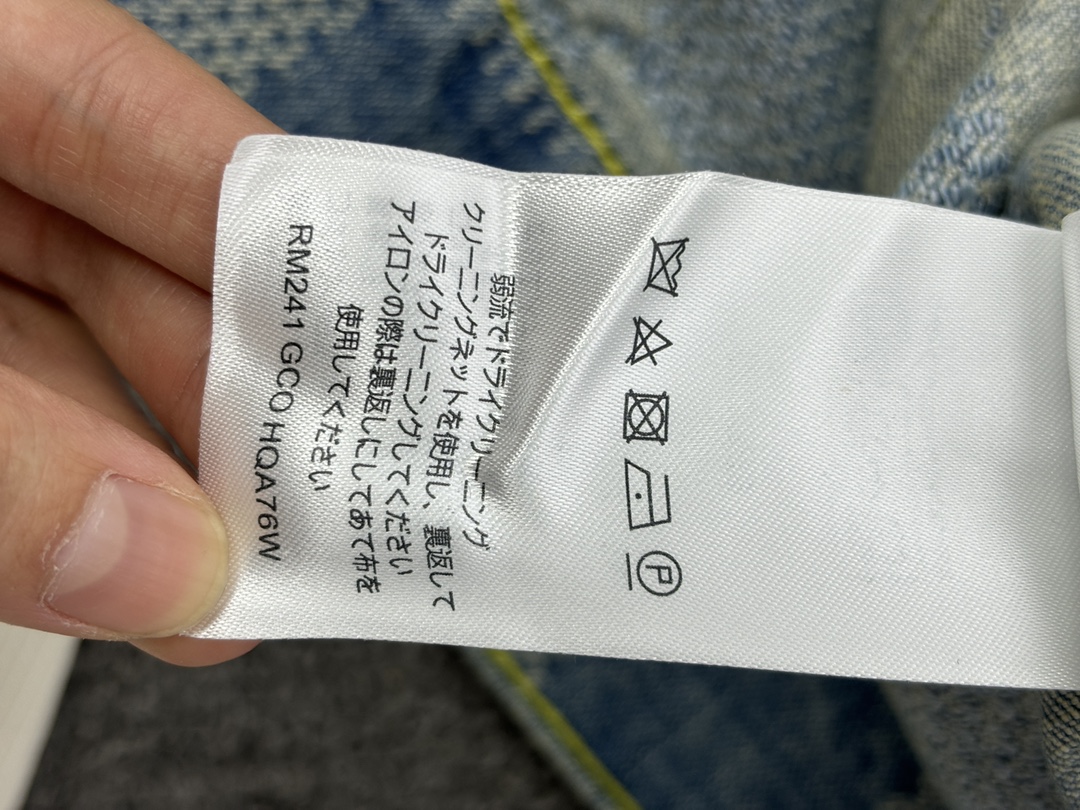 P
弱流でドライクリーニング
クリーニングネットを使用し、裏返して
ドライクリーニングしてください
アイロンの際は裏返しにしてあて布を
使用してください
RM241 GCO HQA76W